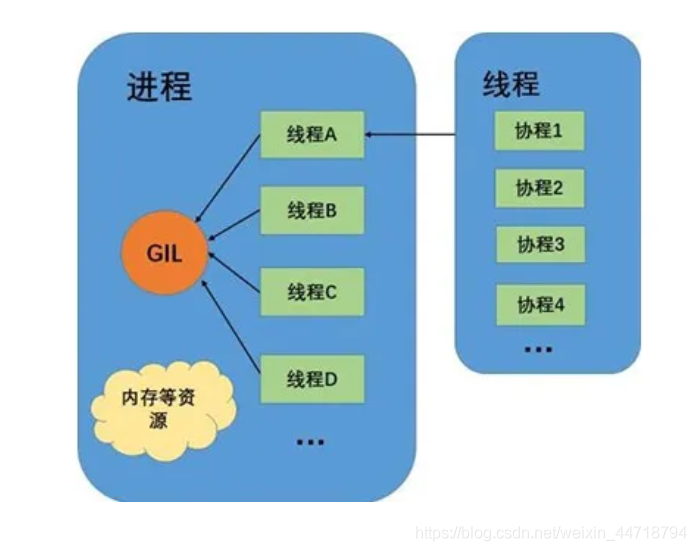 进程
线程A
线程B
GIL
线程C
线程D
内存等资
源
...
线程
协程1
协程2
协程3
协程4
...
https://blog.csdn.net/weixin_44718794